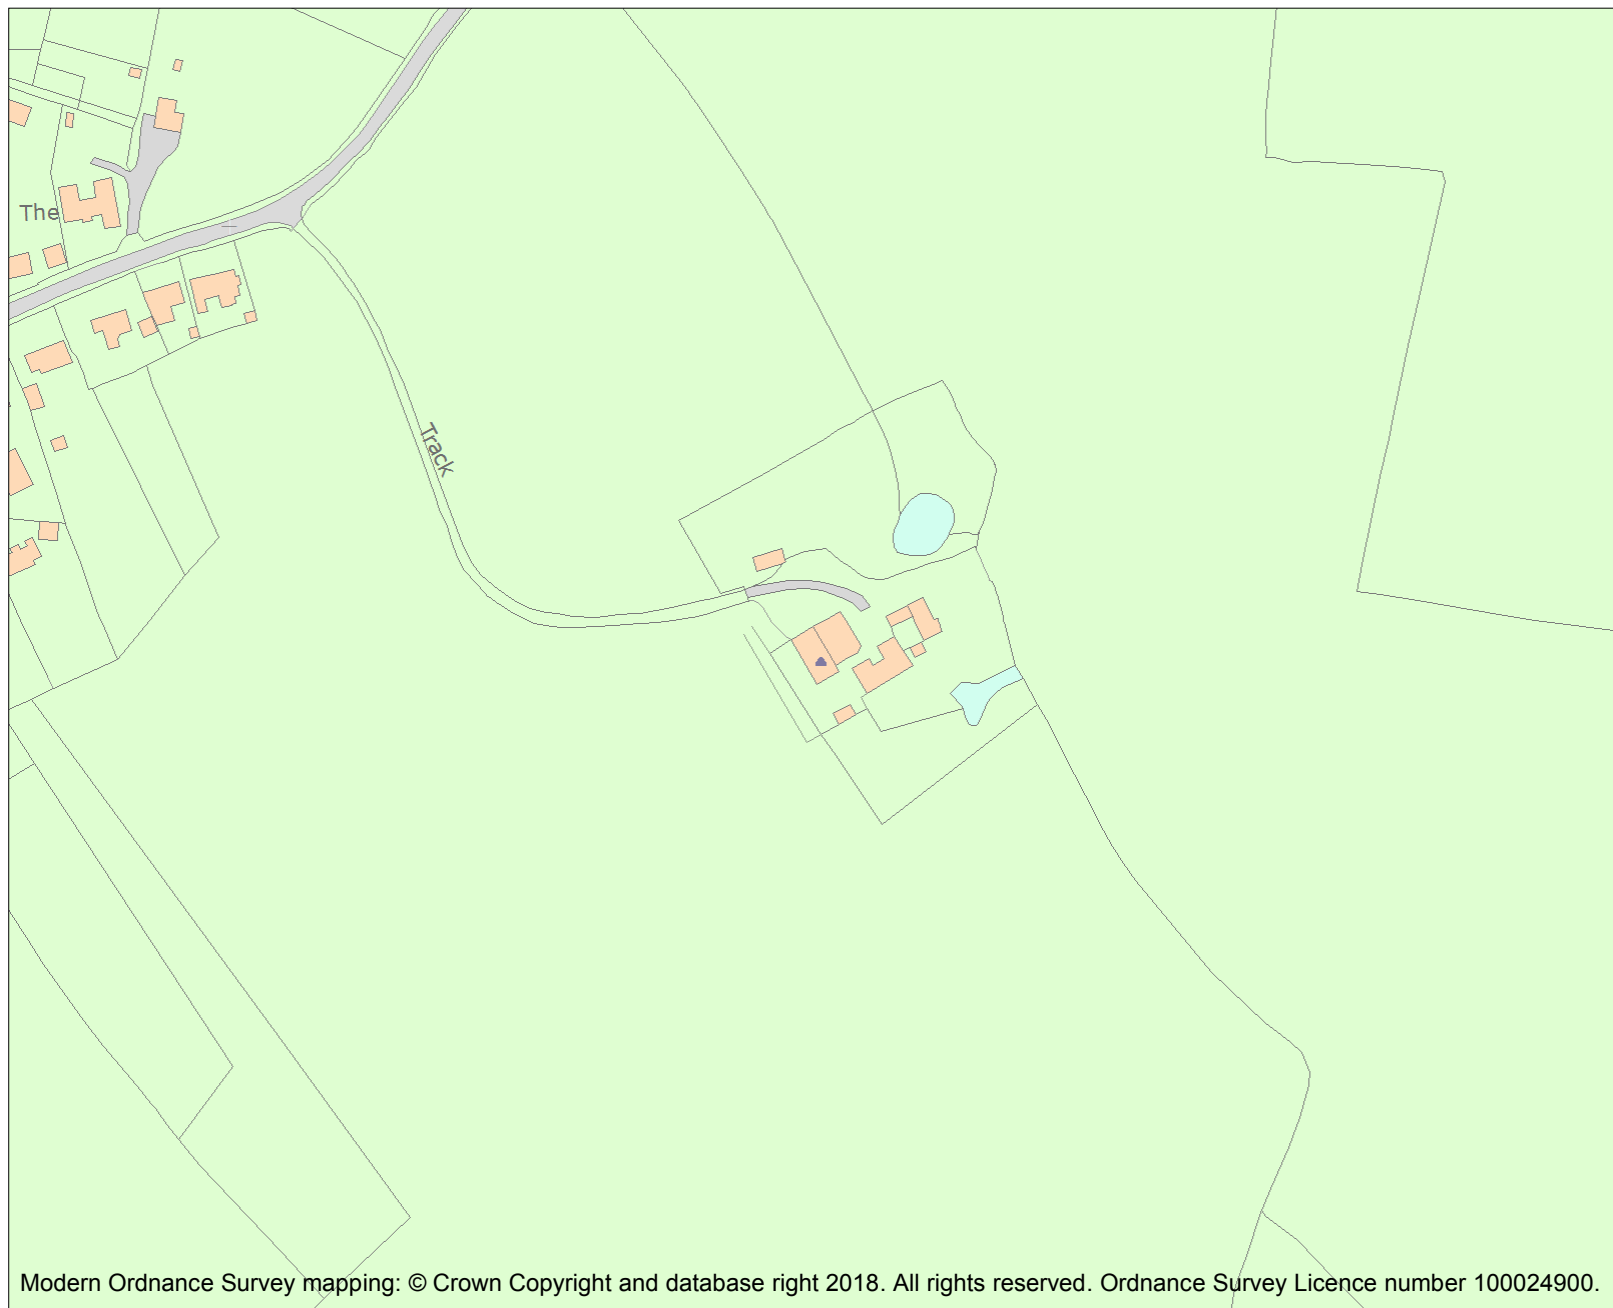 The
Track
Modern Ordnance Survey mapping: © Crown Copyright and database right 2018. All rights reserved. Ordnance Survey Licence number 100024900.